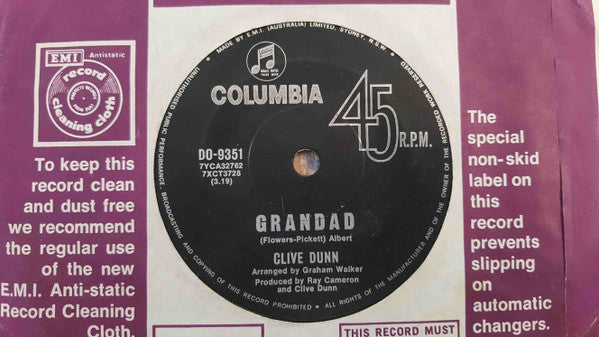 EMI Antistatic
record
cleaning cloth
To keep this
record clean
and dust free
we recommend
the regular use
of the new
E.M.I. Anti-static
Record Cleaning
Cloth.
MADE BY E.M.I. (AUSTRALIA) LIMITED, SYDNEY, N.S.W.
UNAUTHORISED PUBLIC PERFORMANCE, BROADCASTING AND COPYING OF THIS RECORD PROHIBITED • ALL RIGHTS OF THE MANUFACTURER AND OF THE OWNER OF THE RECORDED WORK RESERVED
COLUMBIA
45
R.P.M.
DO-9351
7YCA32762
7XCT3728
(3.19)
GRANDAD
(Flowers-Pickett) Albert
CLIVE DUNN
Arranged by Graham Walker
Produced by Ray Cameron
and Clive Dunn
The
special
non-skid
label on
this
record
prevents
slipping
on
automatic
changers.
THIS RECORD MUST